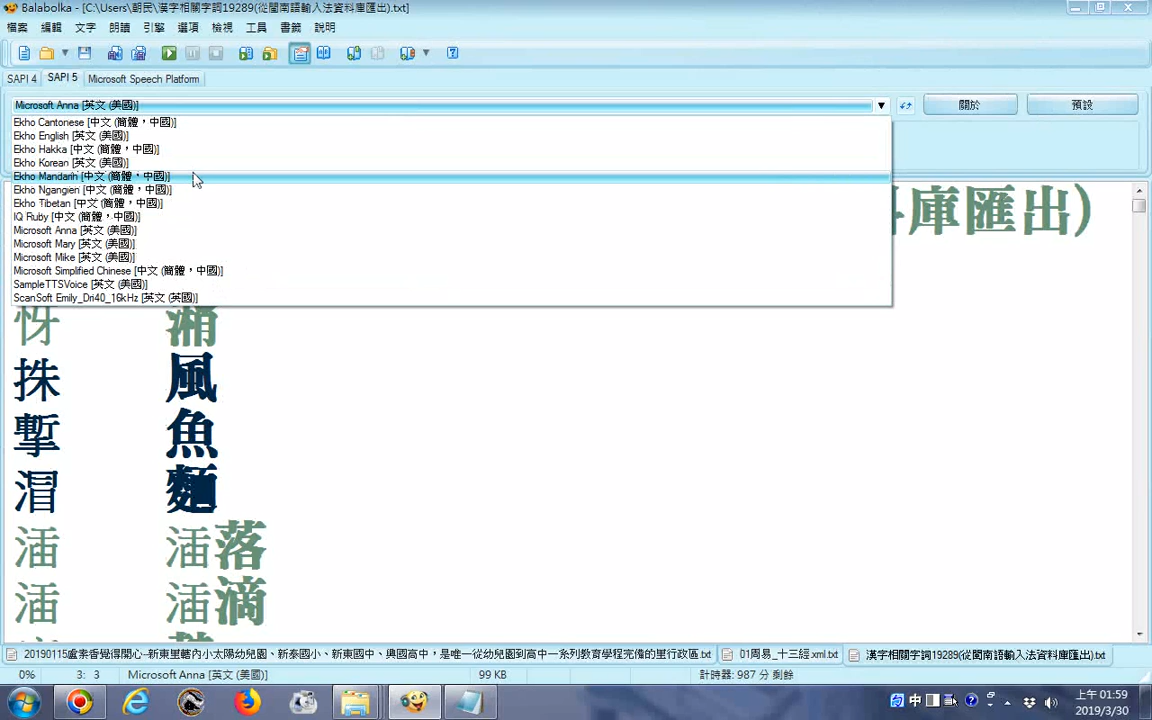 Balabolka - [C:\Users\朝民\漢字相關字詞19289(從閩南語輸入法資料庫匯出).txt]
檔案 編輯 文字 朗讀 引擎 選項 檢視 工具 書籤 說明
SAPI 4 SAPI 5 Microsoft Speech Platform
Microsoft Anna [英文 (美國)] 關於 預設
Ekho Cantonese [中文 (簡體，中國)]
Ekho English [英文 (美國)]
Ekho Hakka [中文 (簡體，中國)]
Ekho Korean [英文 (美國)]
Ekho Mandarin [中文 (簡體，中國)]
Ekho Ngangien [中文 (簡體，中國)]
Ekho Tibetan [中文 (簡體，中國)]
IQ Ruby [中文 (簡體，中國)]
Microsoft Anna [英文 (美國)]
Microsoft Mary [英文 (美國)]
Microsoft Mike [英文 (美國)]
Microsoft Simplified Chinese [中文 (簡體，中國)]
SampleTTSVoice [英文 (美國)]
ScanSoft Emily_Dri40_16kHz [英文 (英國)]
庫匯出)
㧣 風
魚
麵
落
滴
20190115盧素香覺得開心--新東里轄內小太陽幼兒園、新泰國小、新東國中、興國高中，是唯一從幼兒園到高中一系列教育學程完備的里行政區.txt 01周易_十三經.xml.txt 漢字相關字詞19289(從閩南語輸入法資料庫匯出).txt
0% 3: 3 Microsoft Anna [英文 (美國)] 99 KB 計時器: 987 分 剩餘
中 上午 01:59
2019/3/30